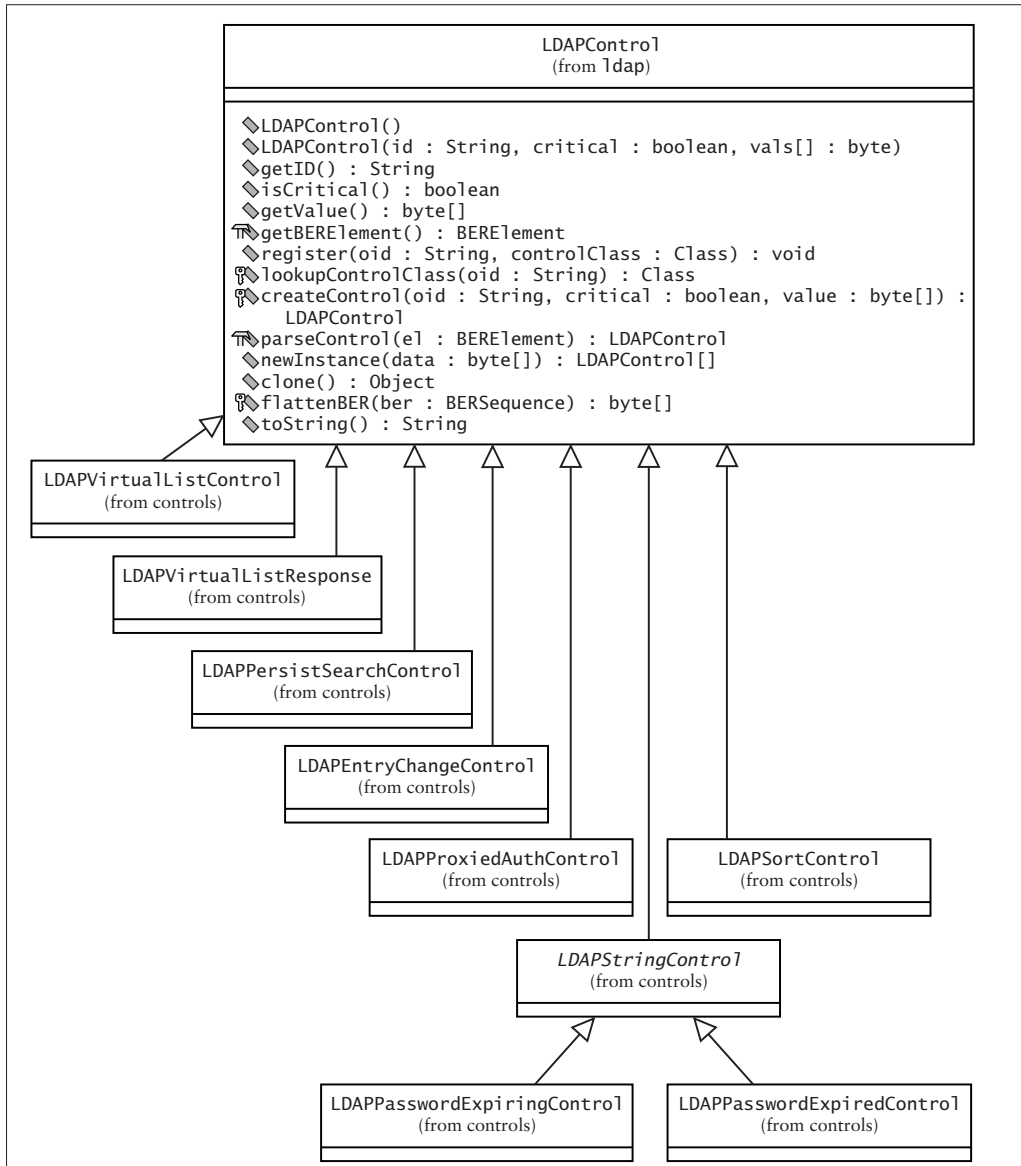 LDAPControl
(from ldap)
LDAPControl()
LDAPControl(id : String, critical : boolean, vals[] : byte)
getID() : String
isCritical() : boolean
getValue() : byte[]
getBERElement() : BERElement
register(oid : String, controlClass : Class) : void
lookupControlClass(oid : String) : Class
createControl(oid : String, critical : boolean, value : byte[]) :
LDAPControl
parseControl(el : BERElement) : LDAPControl
newInstance(data : byte[]) : LDAPControl[]
clone() : Object
flattenBER(ber : BERSequence) : byte[]
toString() : String
LDAPVirtualListControl
(from controls)
LDAPVirtualListResponse
(from controls)
LDAPPersistSearchControl
(from controls)
LDAPEntryChangeControl
(from controls)
LDAPProxiedAuthControl
(from controls)
LDAPSortControl
(from controls)
LDAPStringControl
(from controls)
LDAPPasswordExpiringControl
(from controls)
LDAPPasswordExpiredControl
(from controls)